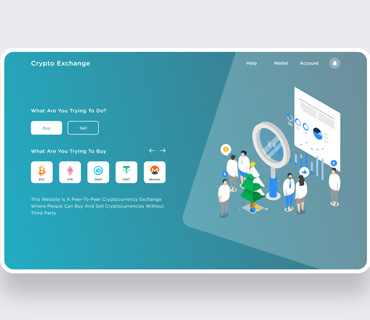 Crypto Exchange
Help Wallet Account
What Are You Trying To Do?
Buy Sell
What Are You Trying To Buy
BTC ETH USDT Monero
This Website Is A Peer-To-Peer Cryptocurrency Exchange
Where People Can Buy And Sell Cryptocurrencies Without
Third Party